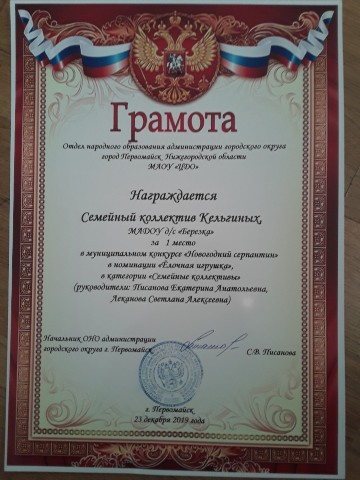 Грамота
Отдел народного образования администрации городского округа
город Первомайск Нижегородской области
МАОУ «ЦДО»
Награждается
Семейный коллектив Кельгиных,
МАДОУ д/с «Березка»
за 1 место
в муниципальном конкурсе «Новогодний серпантин»
в номинации «Ёлочная игрушка»,
в категории «Семейные коллективы»
(руководители: Писанова Екатерина Анатольевна,
Леканова Светлана Алексеевна)
Начальник ОНО администрации
городского округа г. Первомайск
С.В. Писанова
г. Первомайск
23 декабря 2019 года